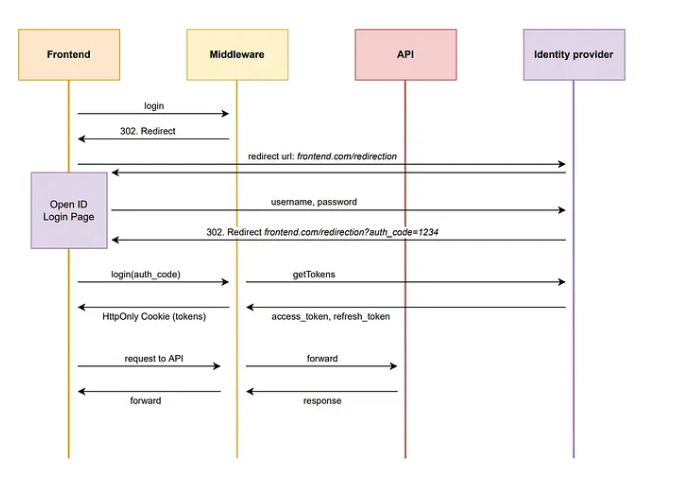 Frontend
Middleware
API
Identity provider
login
302. Redirect
redirect url: frontend.com/redirection
Open ID
Login Page
username, password
302. Redirect frontend.com/redirection?auth_code=1234
login(auth_code)
getTokens
HttpOnly Cookie (tokens)
access_token, refresh_token
request to API
forward
forward
response